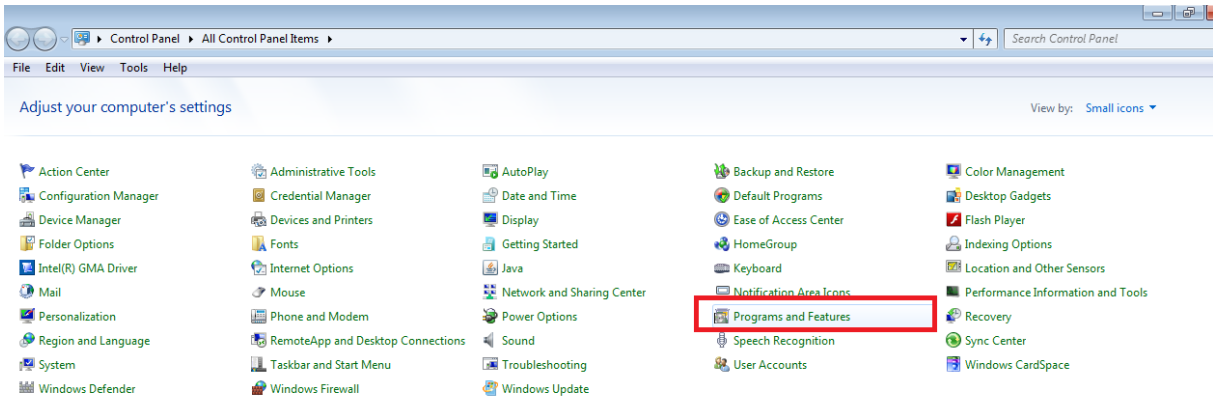 Control Panel All Control Panel Items Search Control Panel
File Edit View Tools Help
Adjust your computer's settings View by: Small icons
Action Center Administrative Tools AutoPlay Backup and Restore Color Management
Configuration Manager Credential Manager Date and Time Default Programs Desktop Gadgets
Device Manager Devices and Printers Display Ease of Access Center Flash Player
Folder Options Fonts Getting Started HomeGroup Indexing Options
Intel(R) GMA Driver Internet Options Java Keyboard Location and Other Sensors
Mail Mouse Network and Sharing Center Notification Area Icons Performance Information and Tools
Personalization Phone and Modem Power Options Programs and Features Recovery
Region and Language RemoteApp and Desktop Connections Sound Speech Recognition Sync Center
System Taskbar and Start Menu Troubleshooting User Accounts Windows CardSpace
Windows Defender Windows Firewall Windows Update